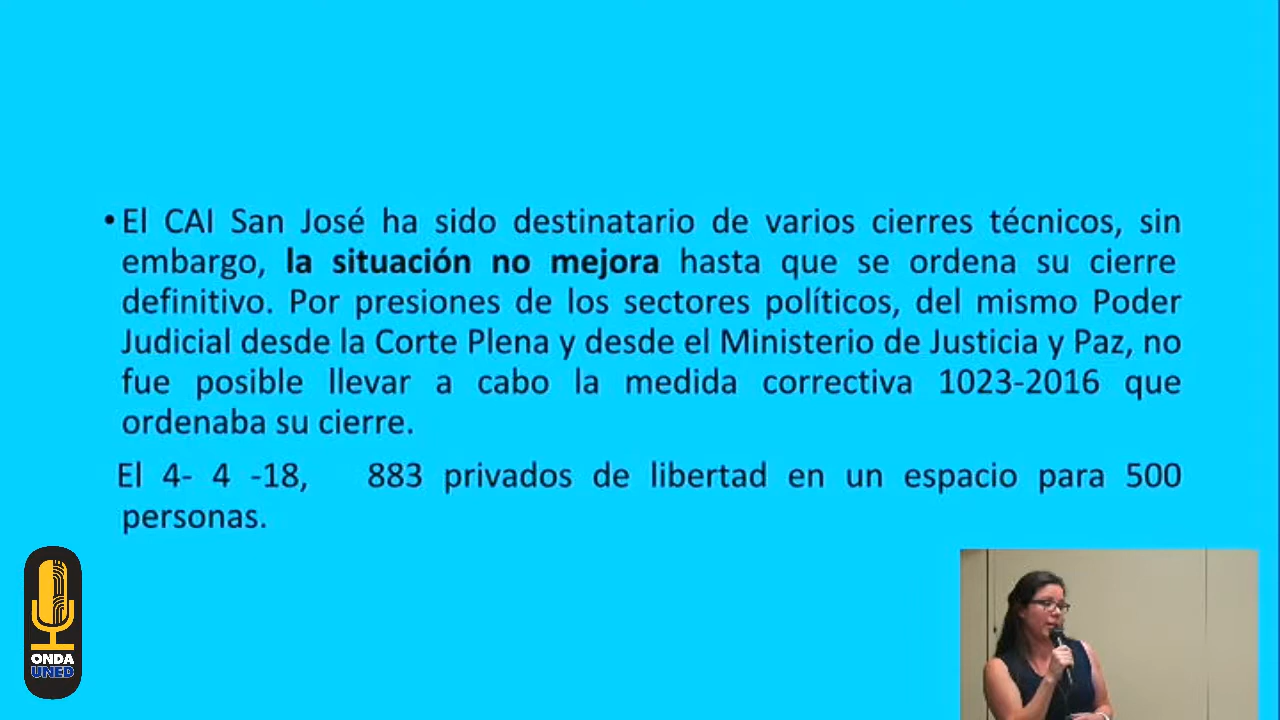 • El CAI San José ha sido destinatario de varios cierres técnicos, sin
embargo, la situación no mejora hasta que se ordena su cierre
definitivo. Por presiones de los sectores políticos, del mismo Poder
Judicial desde la Corte Plena y desde el Ministerio de Justicia y Paz, no
fue posible llevar a cabo la medida correctiva 1023-2016 que
ordenaba su cierre.
El 4- 4 -18, 883 privados de libertad en un espacio para 500
personas.
ONDA
UNED